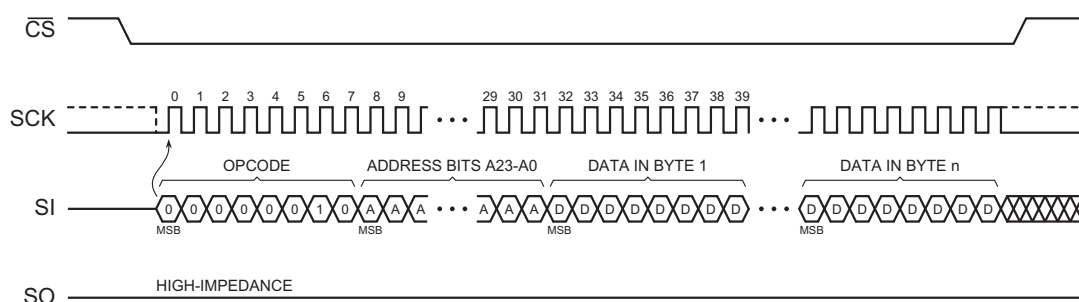 CS
SCK
0 1 2 3 4 5 6 7 8 9 29 30 31 32 33 34 35 36 37 38 39
OPCODE ADDRESS BITS A23-A0 DATA IN BYTE 1 DATA IN BYTE n
SI
0 0 0 0 0 0 1 0 A A A A A A D D D D D D D D D D D D D D D D
MSB MSB MSB MSB
SO
HIGH-IMPEDANCE